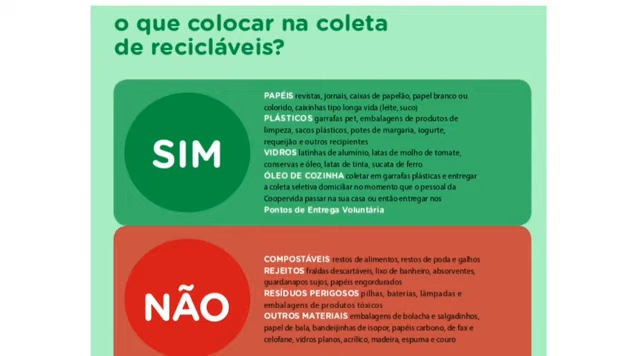 o que colocar na coleta
de recicláveis?
SIM
PAPÉIS revistas, jornais, caixas de papelão, papel branco ou
colorido, caixinhas tipo longa vida (leite, suco)
PLÁSTICOS garrafas pet, embalagens de produtos de
limpeza, sacos plásticos, potes de margaria, iogurte,
requeijão e outros recipientes
VIDROS latinhas de alumínio, latas de molho de tomate,
conservas e óleo, latas de tinta, sucata de ferro
ÓLEO DE COZINHA coletar em garrafas plásticas e entregar
a coleta seletiva domiciliar no momento que o pessoal da
Coopervida passar na sua casa ou então entregar nos
Pontos de Entrega Voluntária
NÃO
COMPOSTÁVEIS restos de alimentos, restos de poda e galhos
REJEITOS fraldas descartáveis, lixo de banheiro, absorventes,
guardanapos sujos, papéis engordurados
RESÍDUOS PERIGOSOS pilhas, baterias, lâmpadas e
embalagens de produtos tóxicos
OUTROS MATERIAIS embalagens de bolacha e salgadinhos,
papel de bala, bandeijinhas de isopor, papéis carbono, de fax e
celofane, vidros planos, acrílico, madeira, espuma e couro